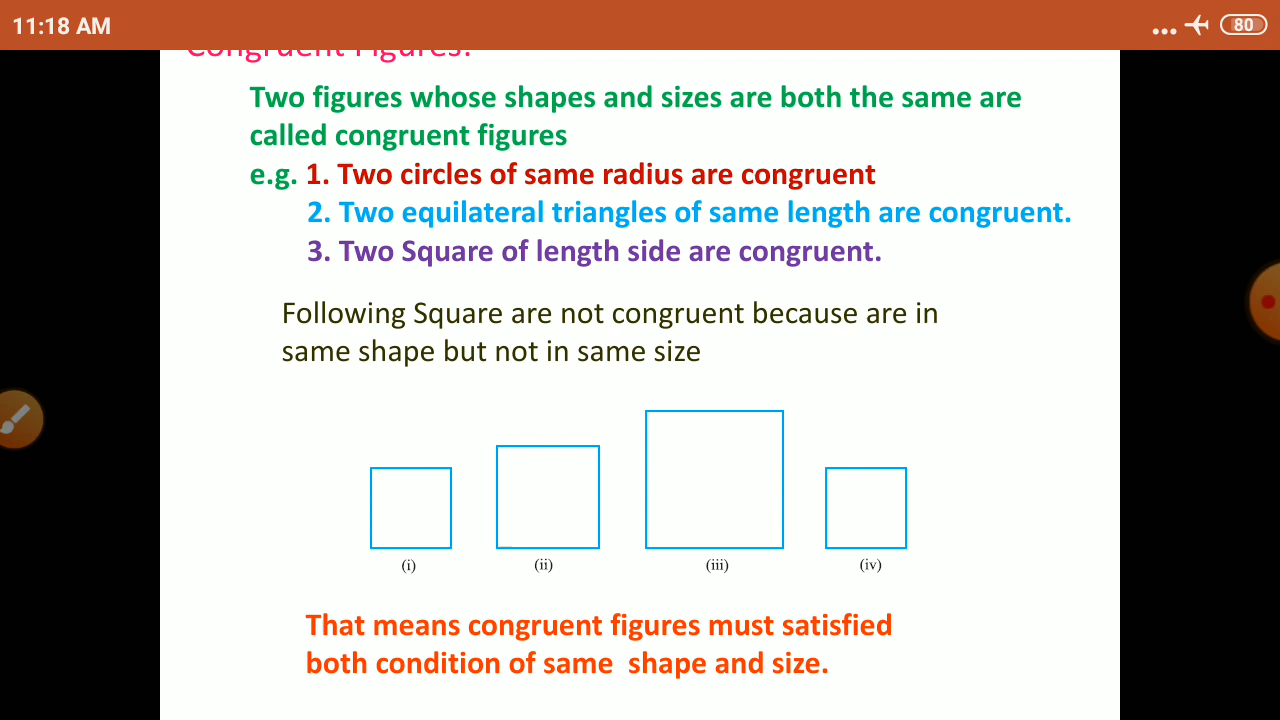 11:18 AM
80
Congruent Figures:
Two figures whose shapes and sizes are both the same are
called congruent figures
e.g. 1. Two circles of same radius are congruent
2. Two equilateral triangles of same length are congruent.
3. Two Square of length side are congruent.
Following Square are not congruent because are in
same shape but not in same size
(i) (ii) (iii) (iv)
That means congruent figures must satisfied
both condition of same shape and size.